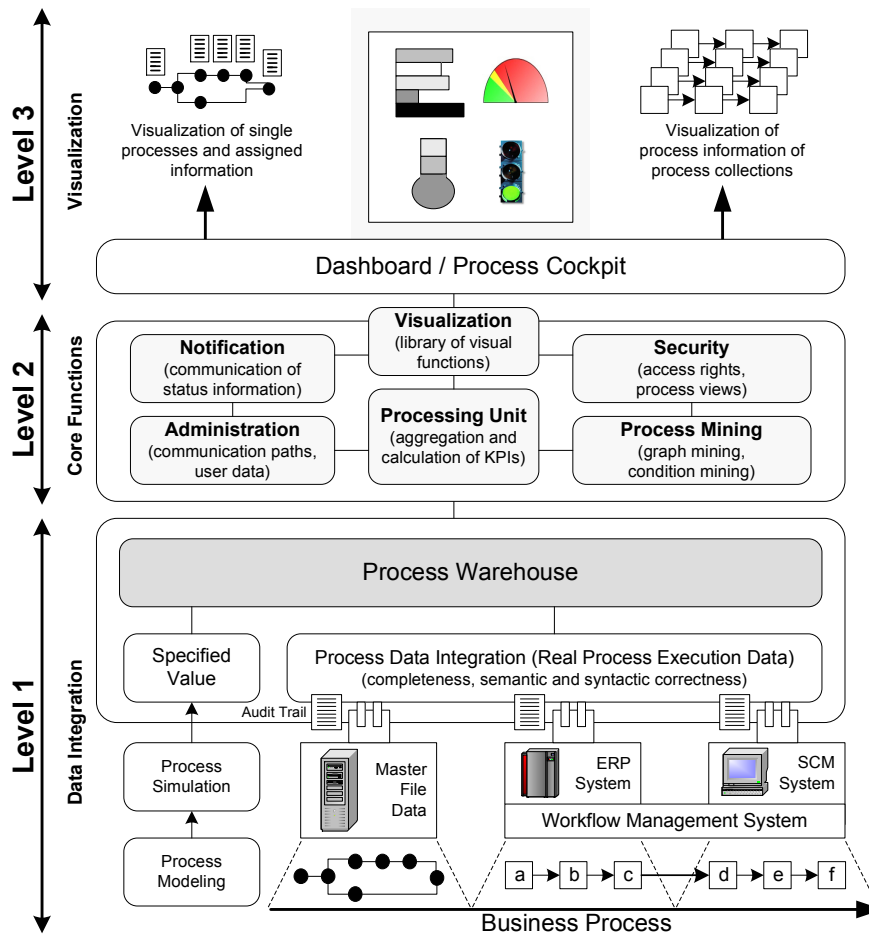 Level 3
Visualization
Visualization of single
processes and assigned
information
Visualization of
process information of
process collections
Dashboard / Process Cockpit
Level 2
Core Functions
Visualization
(library of visual
functions)
Notification
(communication of
status information)
Security
(access rights,
process views)
Administration
(communication paths,
user data)
Processing Unit
(aggregation and
calculation of KPIs)
Process Mining
(graph mining,
condition mining)
Level 1
Data Integration
Process Warehouse
Specified
Value
Process Data Integration (Real Process Execution Data)
(completeness, semantic and syntactic correctness)
Audit Trail
Process
Simulation
Master
File
Data
ERP
System
SCM
System
Workflow Management System
Process
Modeling
a b c d e f
Business Process